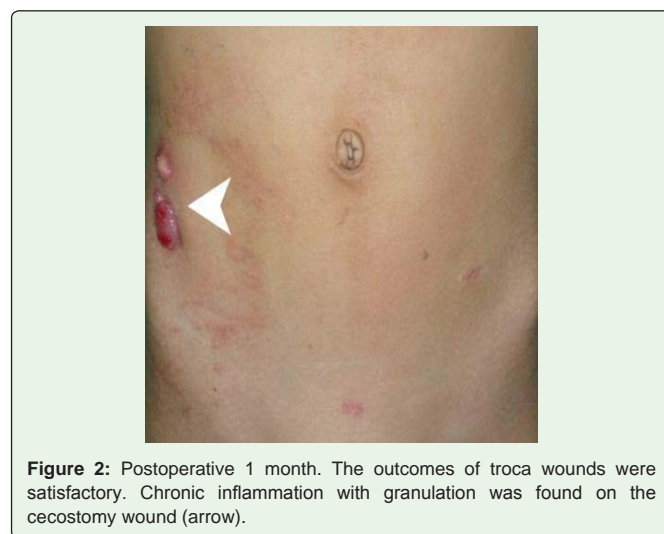 Figure 2: Postoperative 1 month. The outcomes of troca wounds were
satisfactory. Chronic inflammation with granulation was found on the
cecostomy wound (arrow).